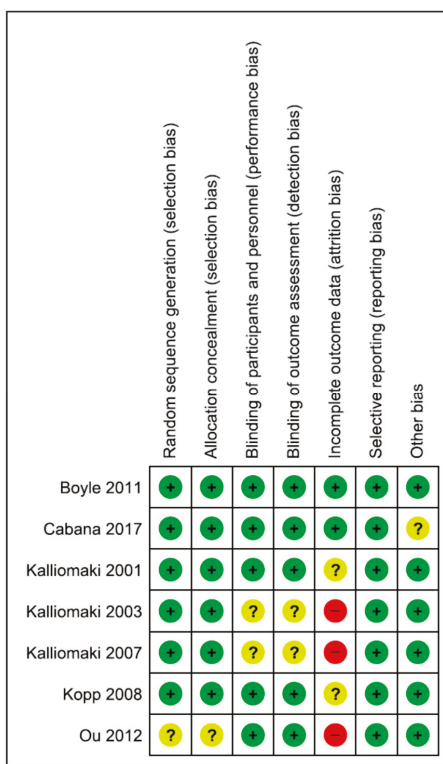 Random sequence generation (selection bias)
Allocation concealment (selection bias)
Blinding of participants and personnel (performance bias)
Blinding of outcome assessment (detection bias)
Incomplete outcome data (attrition bias)
Selective reporting (reporting bias)
Other bias
Boyle 2011 + + + + + + +
Cabana 2017 + + + + + + ?
Kalliomaki 2001 + + + + ? + +
Kalliomaki 2003 + + ? ? – + +
Kalliomaki 2007 + + ? ? – + +
Kopp 2008 + + + + ? + +
Ou 2012 ? ? + + – + +